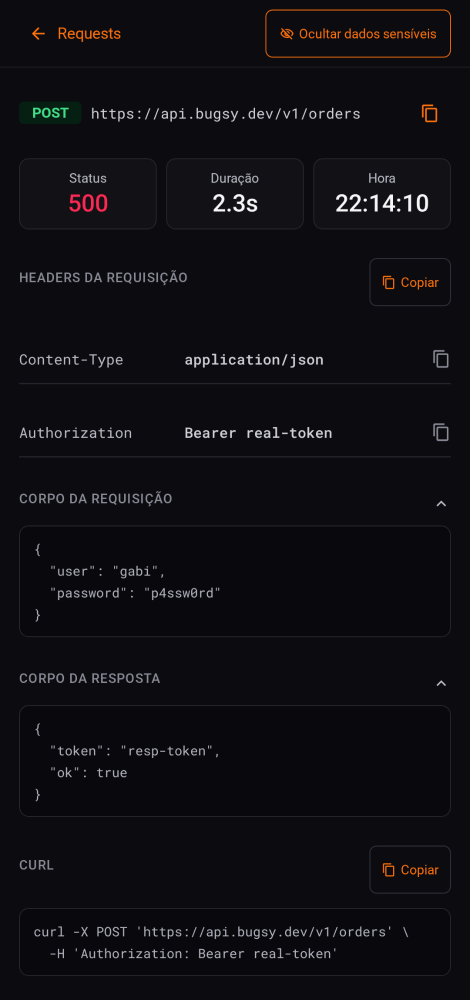 Requests
Ocultar dados sensíveis
POST https://api.bugsy.dev/v1/orders
Status Duração Hora
500 2.3s 22:14:10
HEADERS DA REQUISIÇÃO Copiar
Content-Type application/json
Authorization Bearer real-token
CORPO DA REQUISIÇÃO
{
  "user": "gabi",
  "password": "p4ssw0rd"
}
CORPO DA RESPOSTA
{
  "token": "resp-token",
  "ok": true
}
CURL Copiar
curl -X POST 'https://api.bugsy.dev/v1/orders' \
  -H 'Authorization: Bearer real-token'